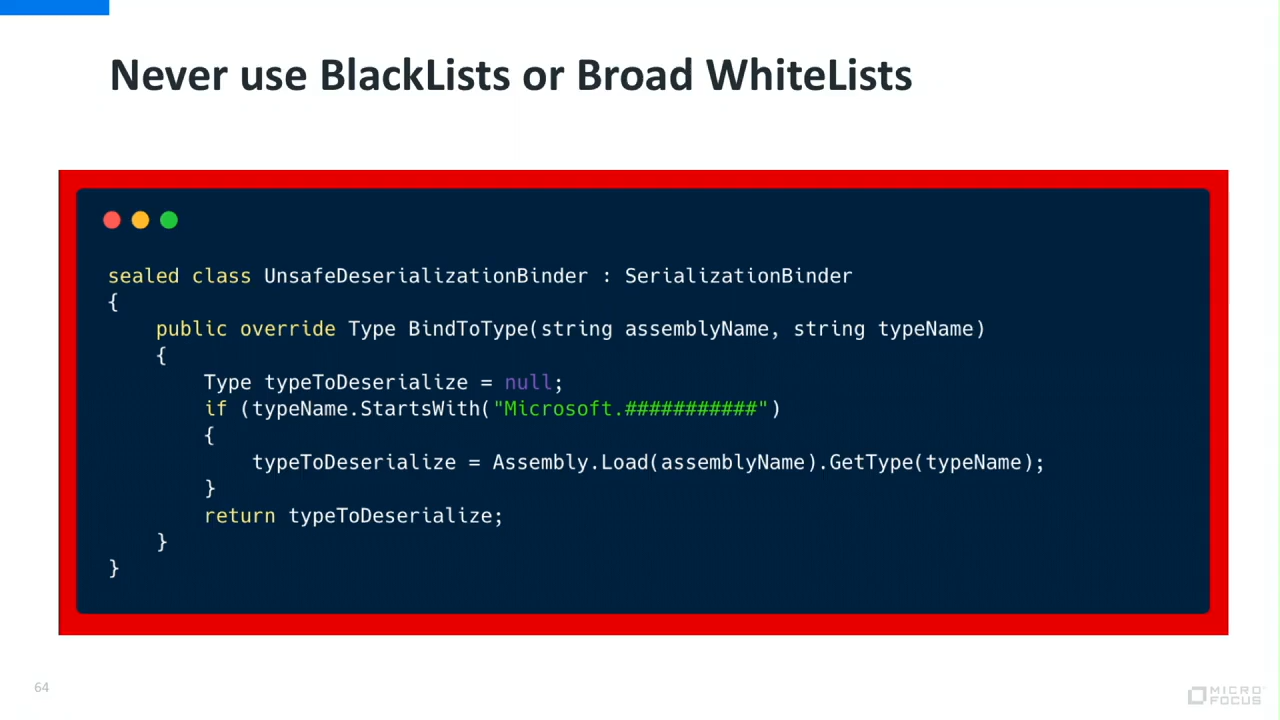 Never use BlackLists or Broad WhiteLists
sealed class UnsafeDeserializationBinder : SerializationBinder
{
    public override Type BindToType(string assemblyName, string typeName)
    {
        Type typeToDeserialize = null;
        if (typeName.StartsWith("Microsoft.###########")
        {
            typeToDeserialize = Assembly.Load(assemblyName).GetType(typeName);
        }
        return typeToDeserialize;
    }
}
64
MICRO
FOCUS